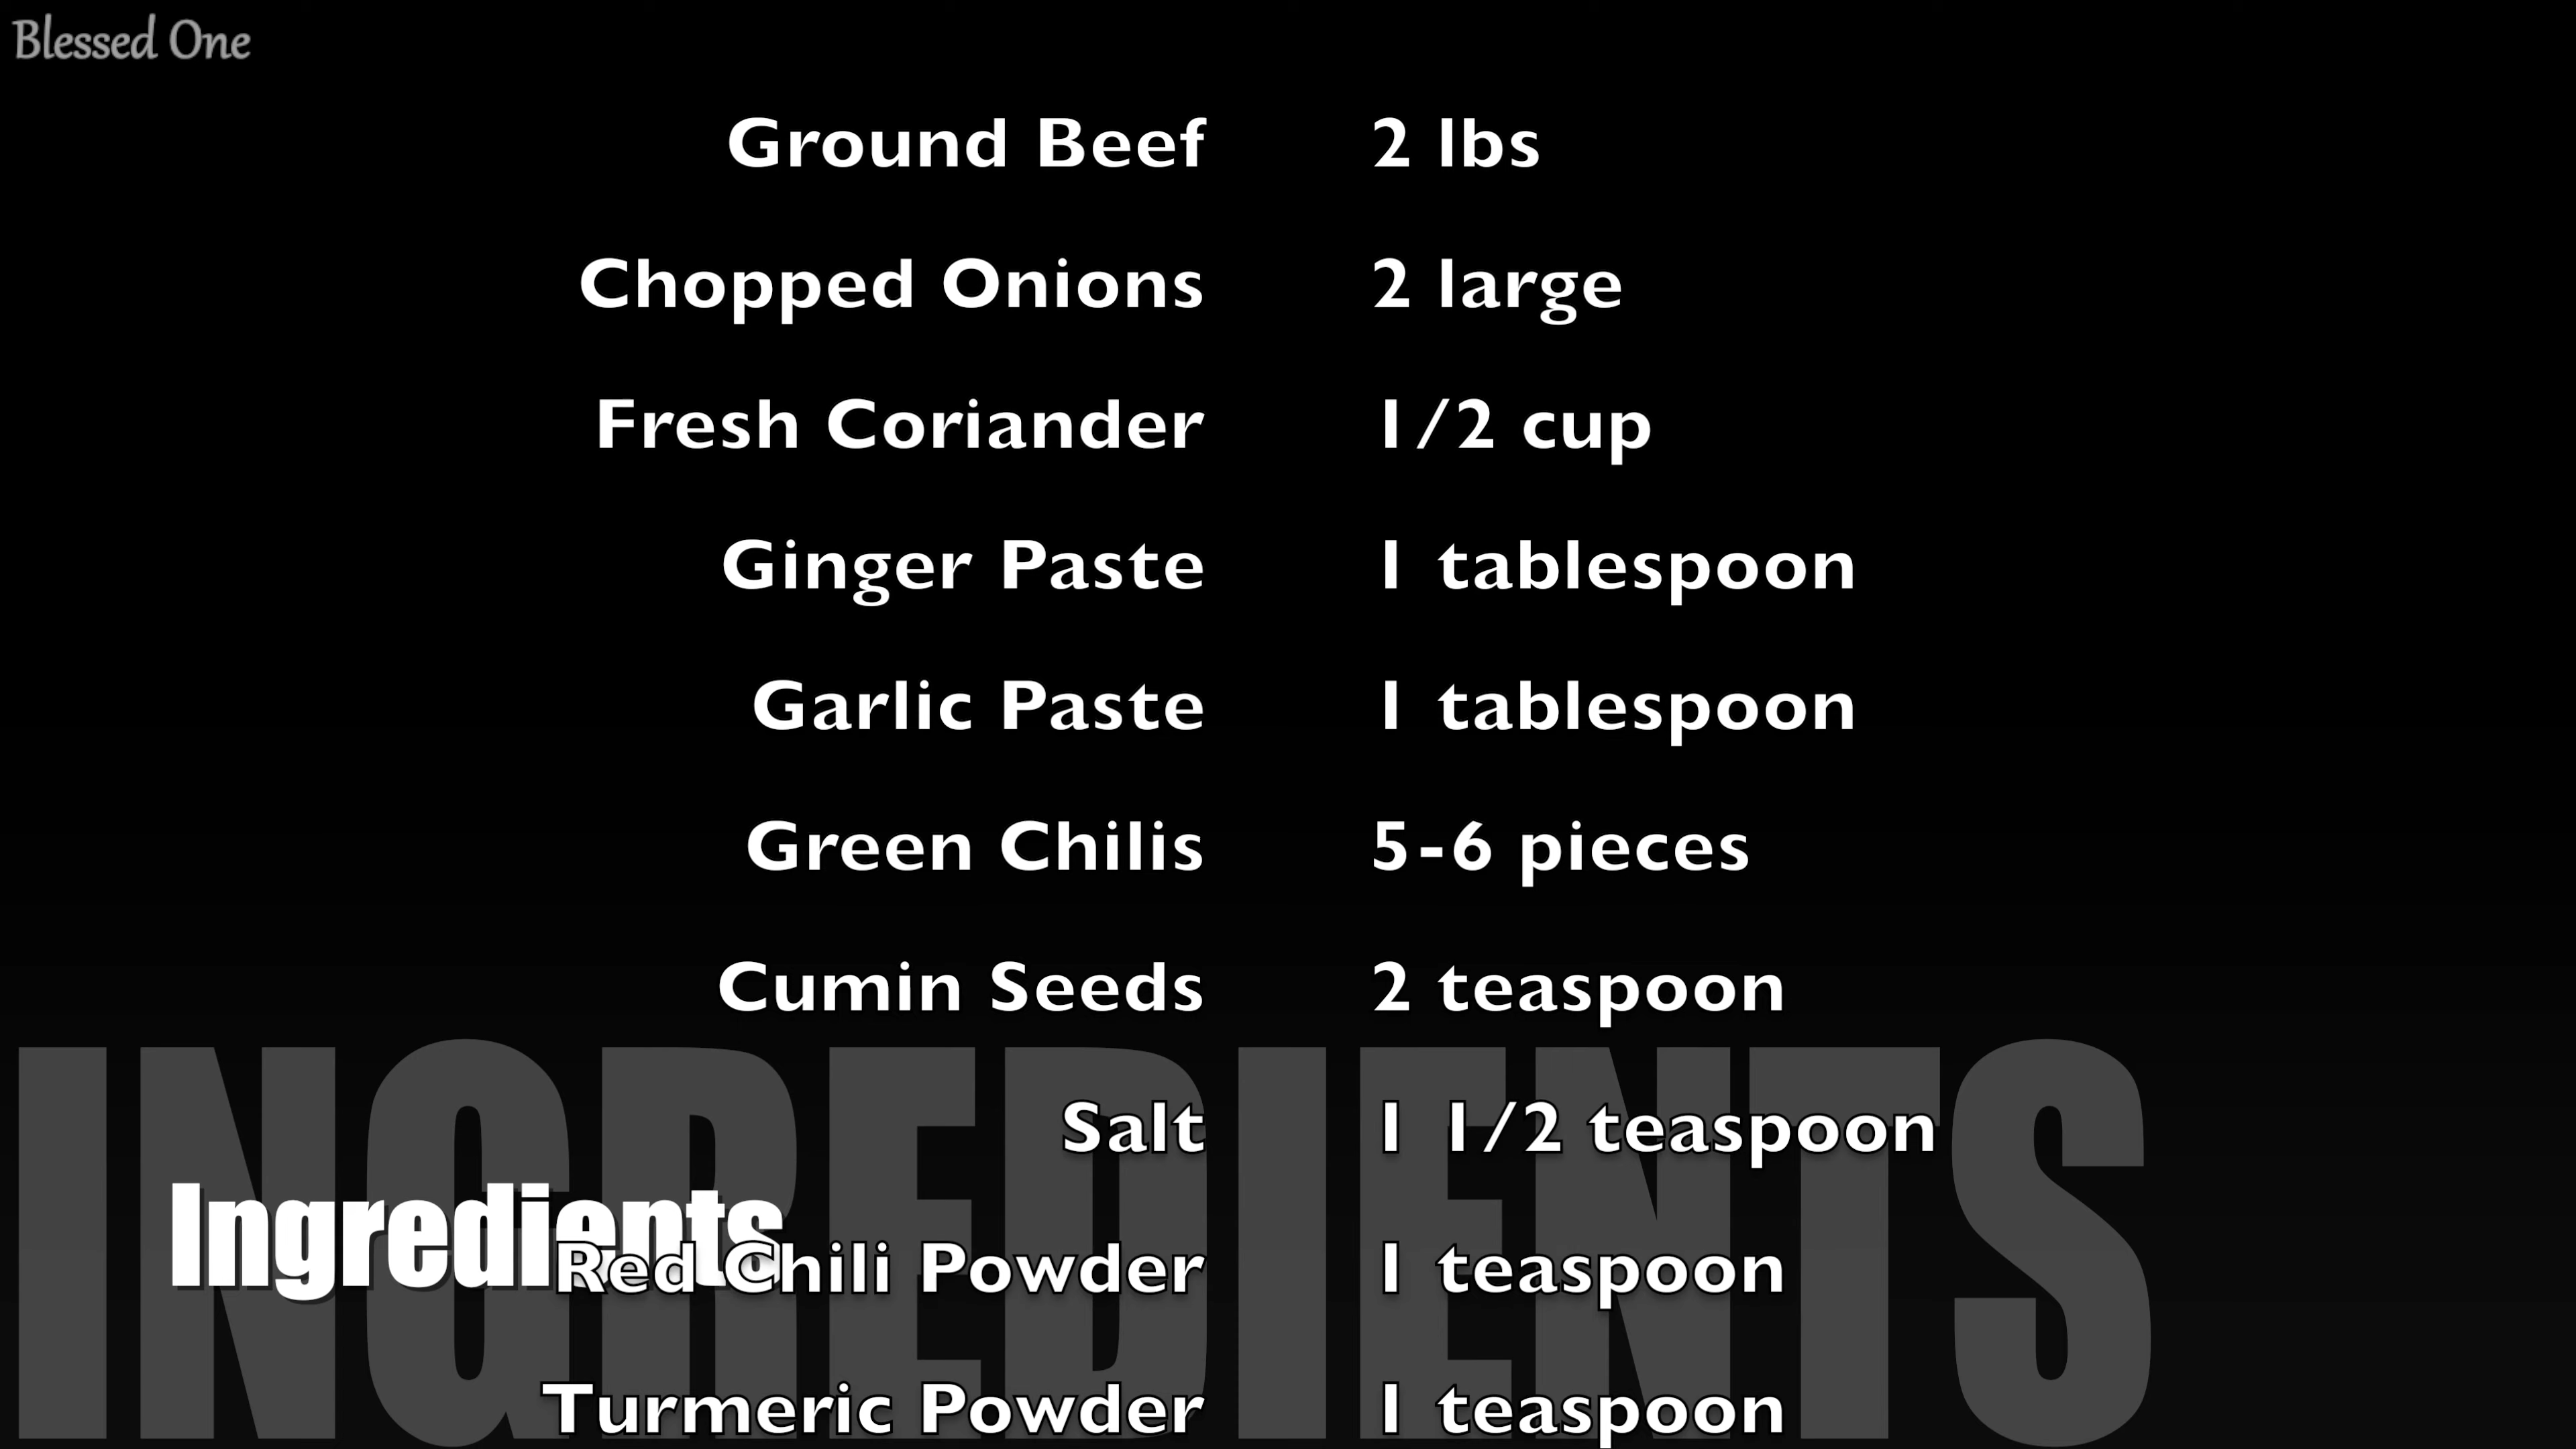 Blessed One
Ground Beef 2 lbs
Chopped Onions 2 large
Fresh Coriander 1/2 cup
Ginger Paste 1 tablespoon
Garlic Paste 1 tablespoon
Green Chilis 5-6 pieces
Cumin Seeds 2 teaspoon
INGREDIENTS
Salt 1 1/2 teaspoon
Ingredients
Red Chili Powder 1 teaspoon
Turmeric Powder 1 teaspoon